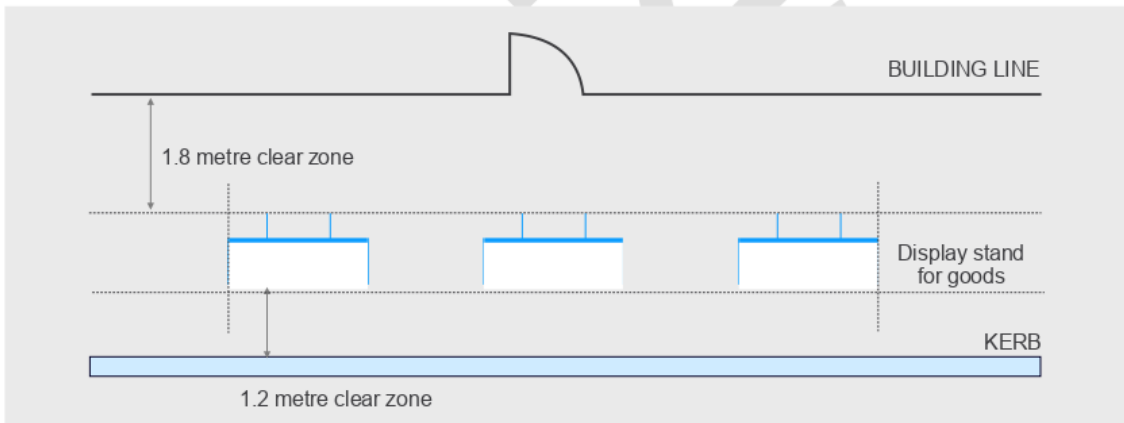 BUILDING LINE
1.8 metre clear zone
Display stand
for goods
KERB
1.2 metre clear zone